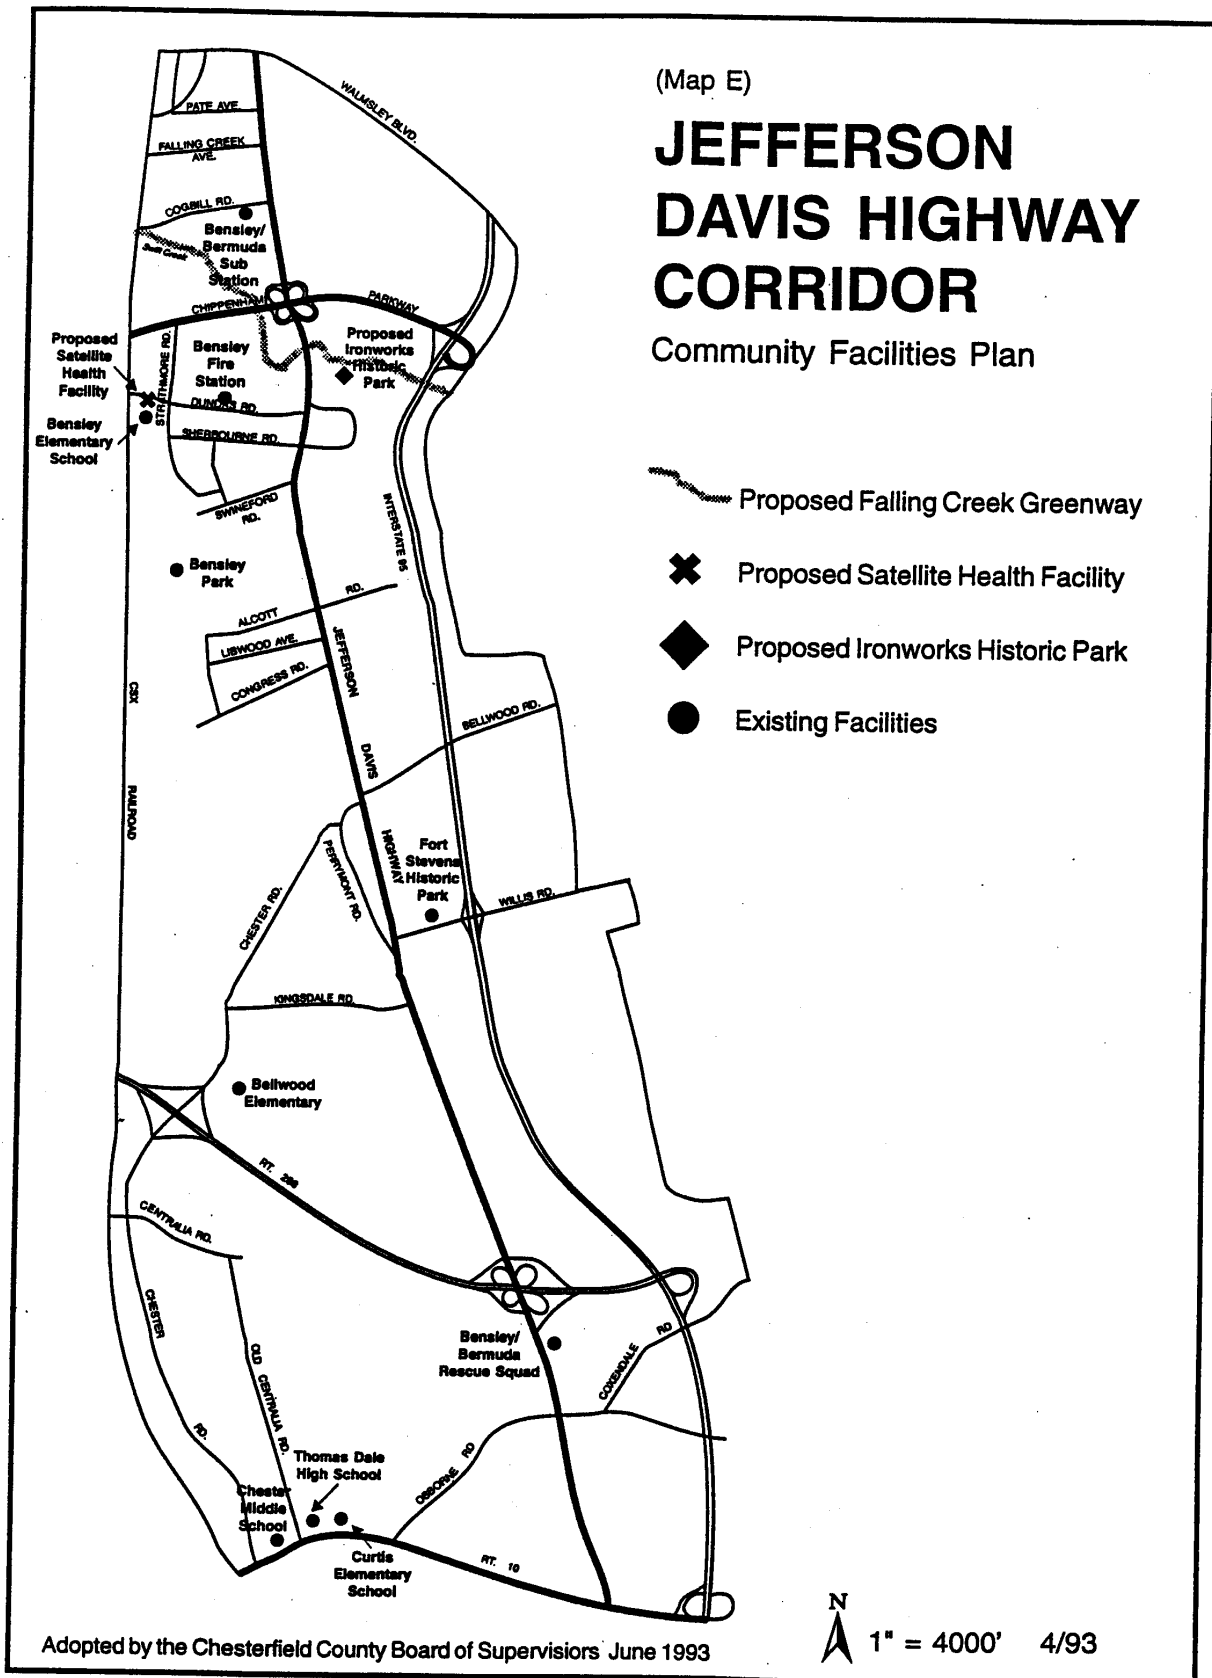 (Map E)
JEFFERSON
DAVIS HIGHWAY
CORRIDOR
Community Facilities Plan
Proposed Falling Creek Greenway
Proposed Satellite Health Facility
Proposed Ironworks Historic Park
Existing Facilities
WALMSLEY BLVD.
PATE AVE.
FALLING CREEK
AVE.
COGBILL RD.
Bensley/
Bermuda
Sub
Station
CHIPPENHAM
PARKWAY
Proposed
Satellite
Health
Facility
STRATHMORE RD.
Bensley
Fire
Station
Proposed
Ironworks
Historic
Park
DUNDAS RD.
Bensley
Elementary
School
SHERBOURNE RD.
SWINEFORD
RD.
INTERSTATE 95
Bensley
Park
ALCOTT RD.
LISWOOD AVE.
CONGRESS RD.
JEFFERSON
DAVIS
HIGHWAY
CSX
RAILROAD
BELLWOOD RD.
PERRYMONT RD.
Fort
Stevens
Historic
Park
WILLIS RD.
CHESTER RD.
KINGSDALE RD.
Bellwood
Elementary
RT. 288
CENTRALIA RD.
CHESTER
RD.
OLD CENTRALIA RD.
Bensley/
Bermuda
Rescue Squad
COXENDALE RD
OSBORNE RD
Thomas Dale
High School
Chester
Middle
School
Curtis
Elementary
School
RT. 10
Adopted by the Chesterfield County Board of Supervisiors June 1993
N
1" = 4000' 4/93